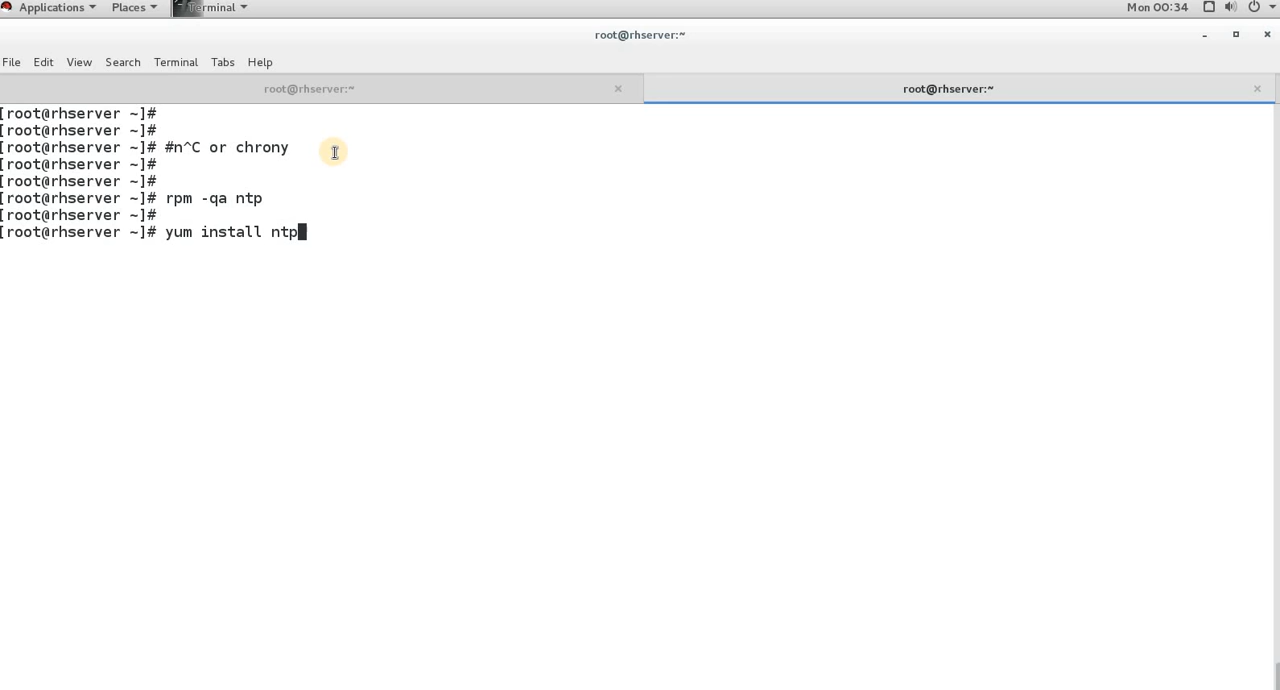 Applications Places Terminal Mon 00:34
root@rhserver:~
File Edit View Search Terminal Tabs Help
root@rhserver:~ × root@rhserver:~ ×
[root@rhserver ~]#
[root@rhserver ~]#
[root@rhserver ~]# #n^C or chrony
[root@rhserver ~]#
[root@rhserver ~]#
[root@rhserver ~]# rpm -qa ntp
[root@rhserver ~]#
[root@rhserver ~]# yum install ntp